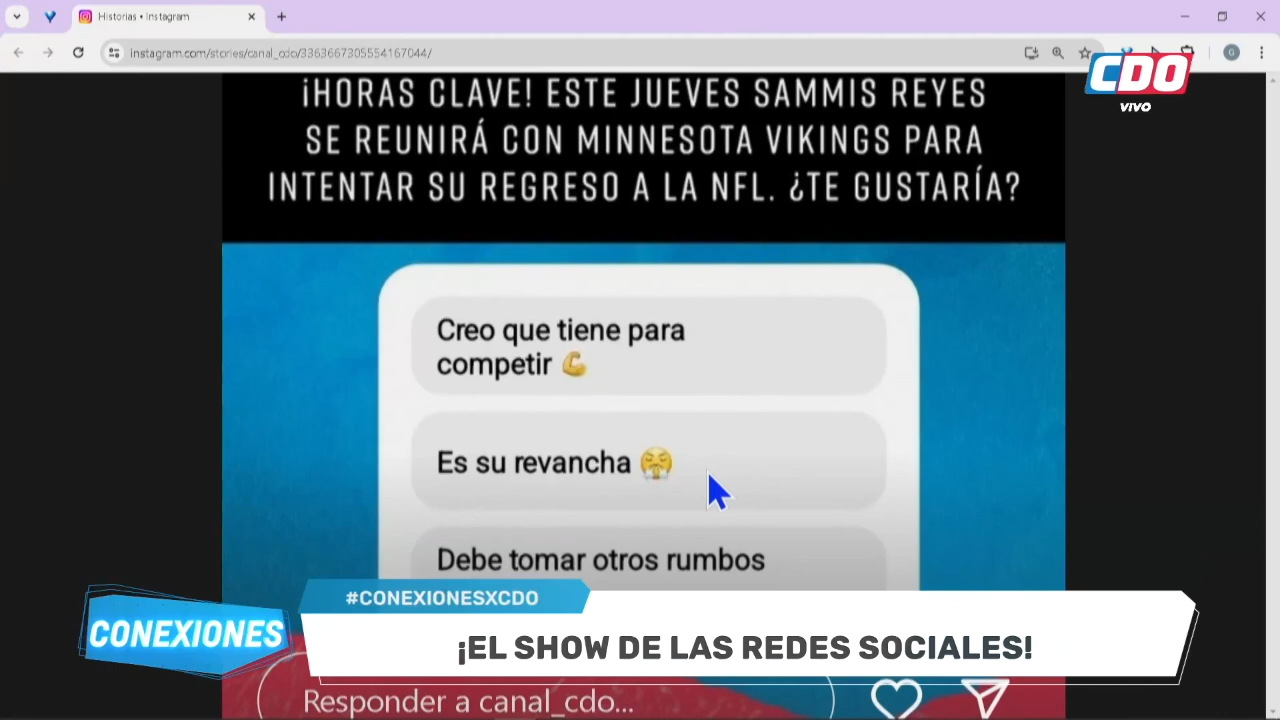 Historias • Instagram
instagram.com/stories/canal_cdo/3363667305554167044/
G
CDO
VIVO
¡HORAS CLAVE! ESTE JUEVES SAMMIS REYES
SE REUNIRÁ CON MINNESOTA VIKINGS PARA
INTENTAR SU REGRESO A LA NFL. ¿TE GUSTARÍA?
Creo que tiene para
competir 💪
Es su revancha 😤
Debe tomar otros rumbos
#CONEXIONESXCDO
CONEXIONES
¡EL SHOW DE LAS REDES SOCIALES!
Responder a canal_cdo...